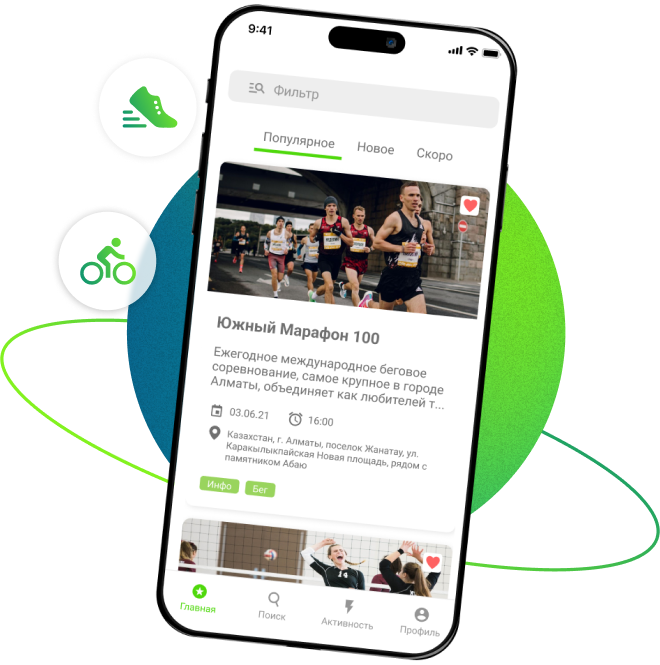 9:41
Фильтр
Популярное Новое Скоро
Южный Марафон 100
Ежегодное международное беговое
соревнование, самое крупное в городе
Алматы, объединяет как любителей т...
03.06.21 16:00
Казахстан, г. Алматы, поселок Жанатау, ул.
Каракылыклпайская Новая площадь, рядом с
памятником Абаю
Инфо Бег
14
Главная Поиск Активность Профиль